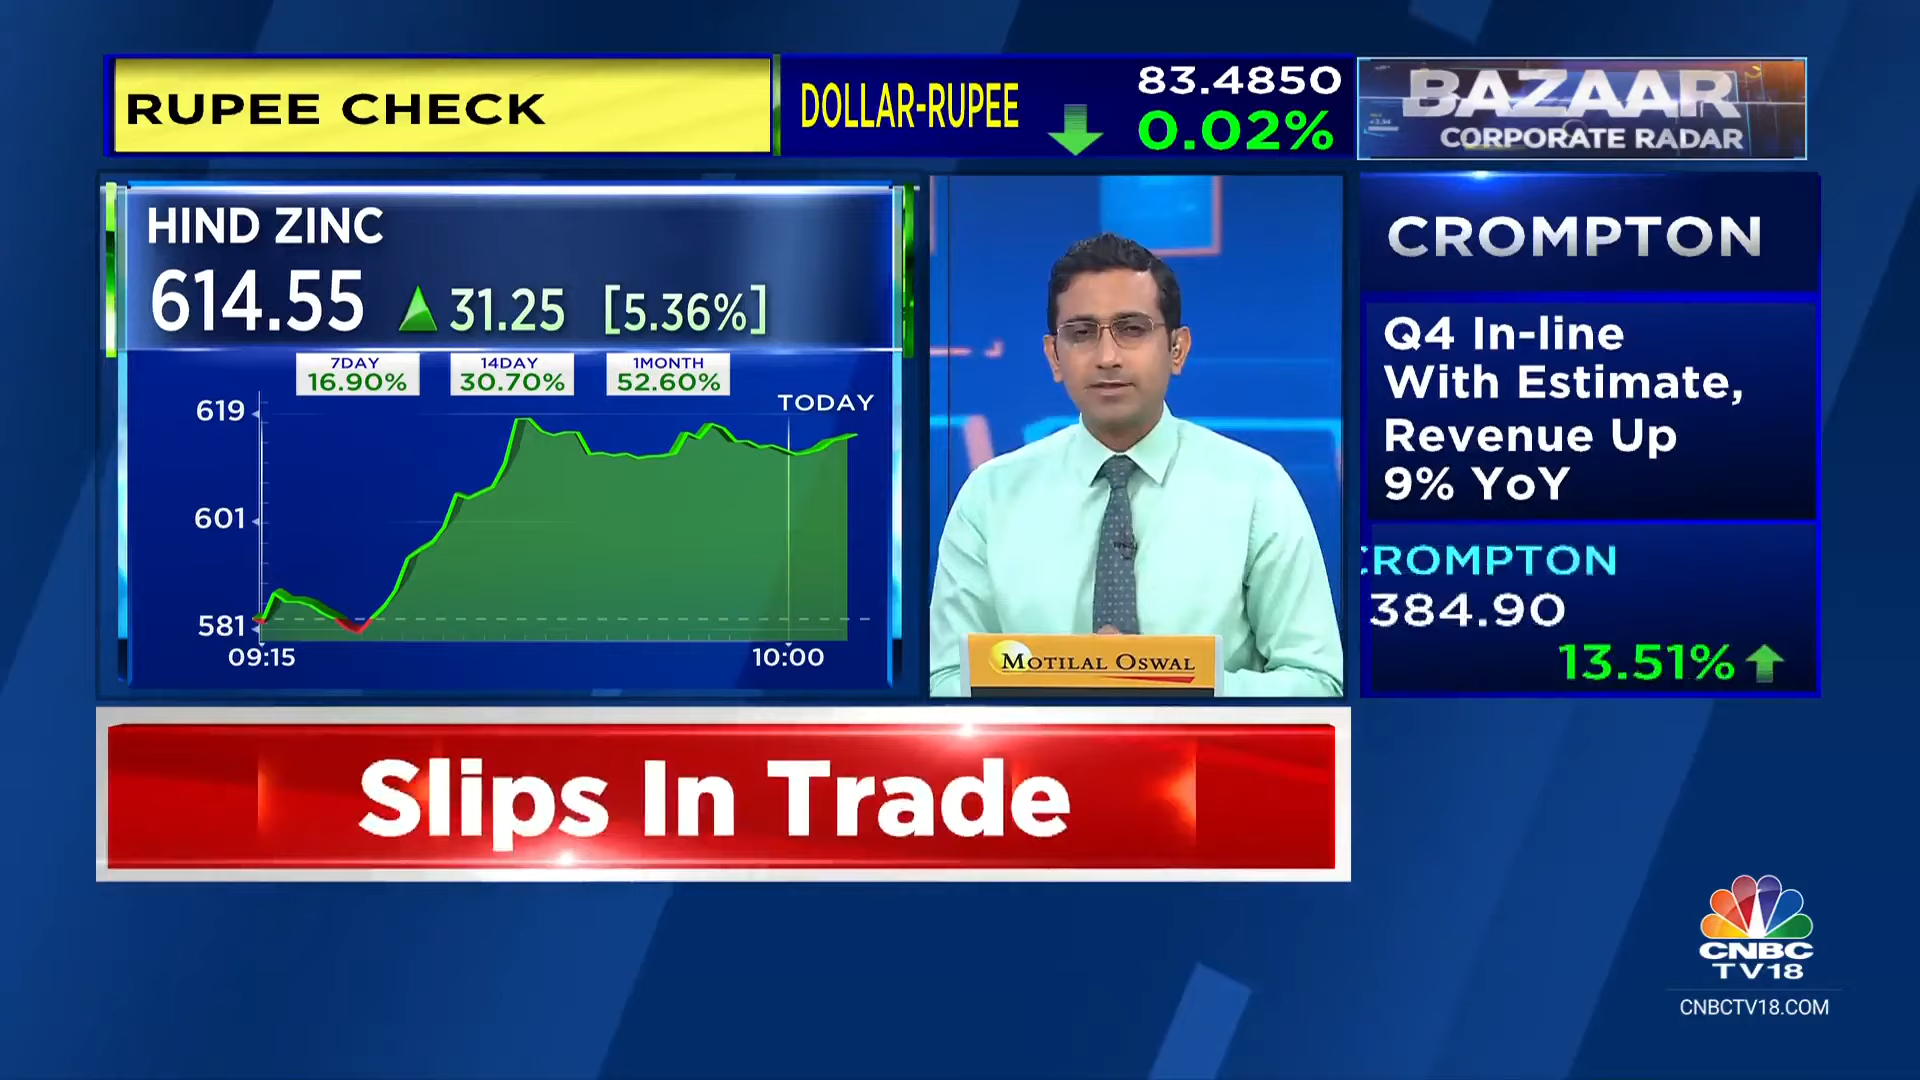 RUPEE CHECK
DOLLAR-RUPEE
83.4850
0.02%
BAZAAR
CORPORATE RADAR
HIND ZINC
614.55 31.25 [5.36%]
7DAY
16.90%
14DAY
30.70%
1MONTH
52.60%
TODAY
619
601
581
09:15
10:00
MOTILAL OSWAL
CROMPTON
Q4 In-line
With Estimate,
Revenue Up
9% YoY
CROMPTON
384.90
13.51%
Slips In Trade
CNBC
TV18
CNBCTV18.COM